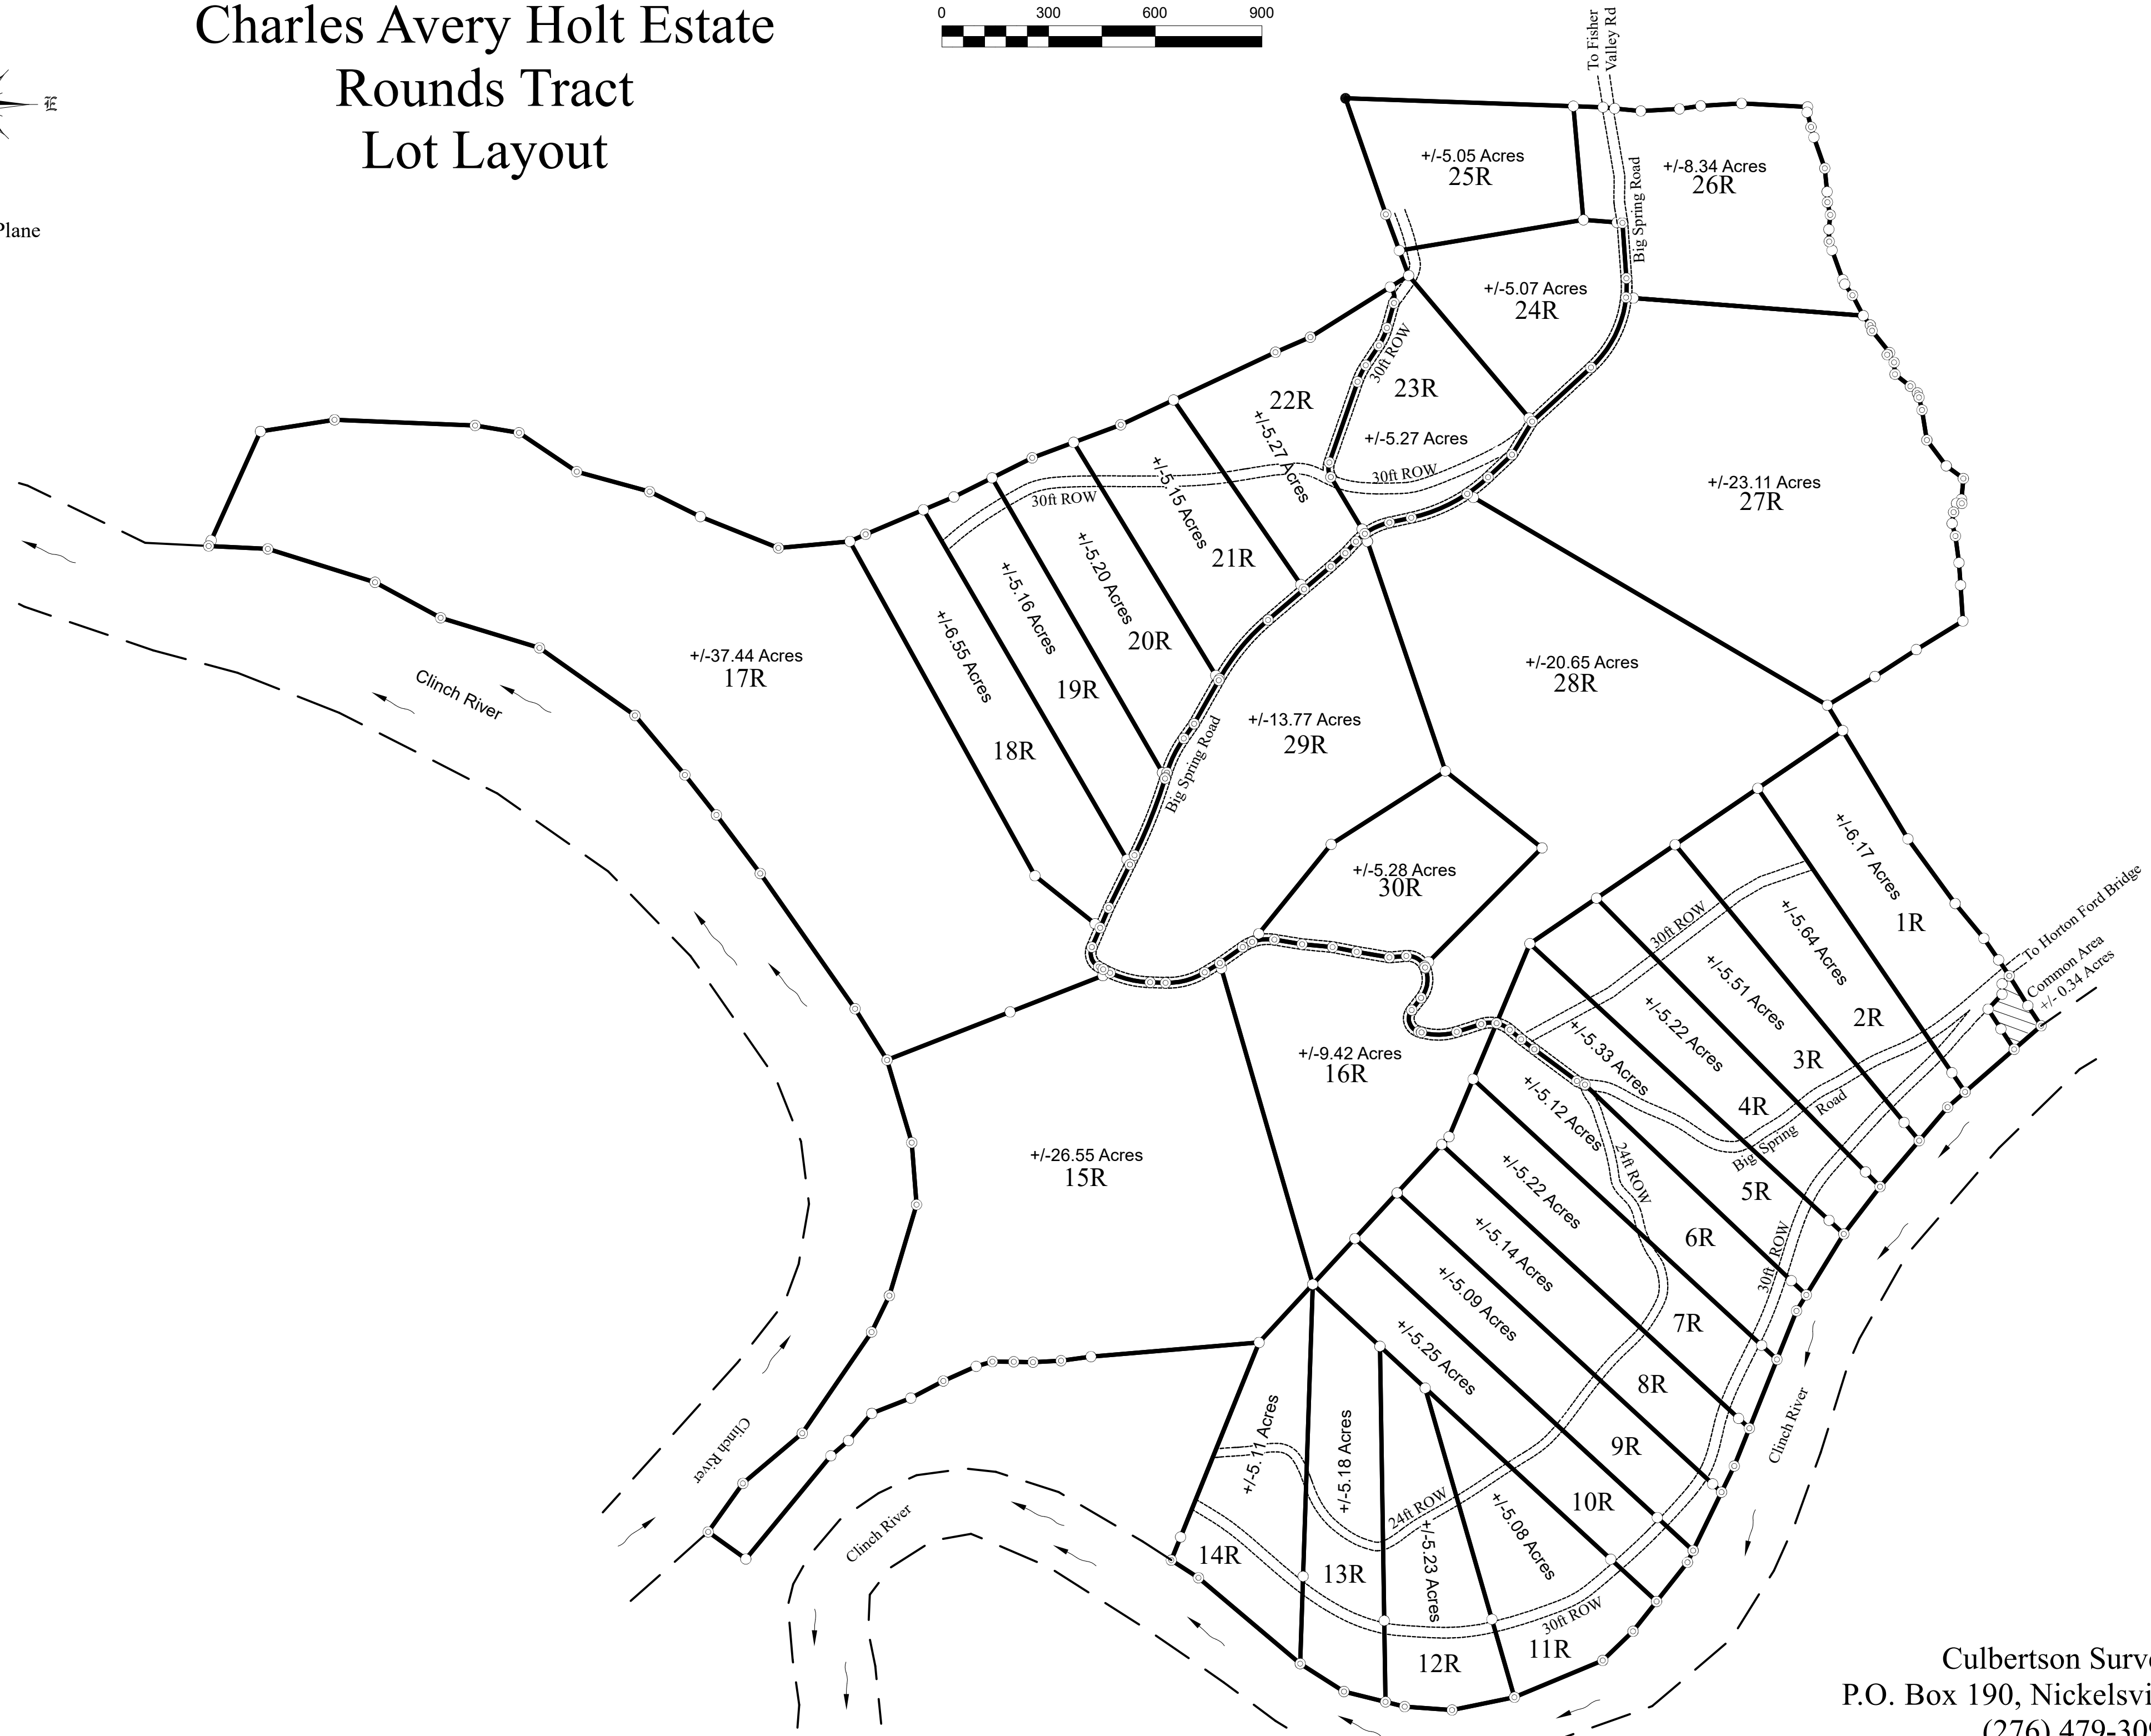 Charles Avery Holt Estate
Rounds Tract
Lot Layout
0 300 600 900
E
Plane
To Fisher
Valley Rd
+/-5.05 Acres
25R
+/-8.34 Acres
26R
Big Spring Road
+/-5.07 Acres
24R
30ft ROW
23R
+/-5.27 Acres
30ft ROW
22R
+/-5.27 Acres
+/-23.11 Acres
27R
30ft ROW
+/-5.15 Acres
21R
+/-5.20 Acres
20R
+/-5.16 Acres
19R
+/-6.55 Acres
18R
+/-37.44 Acres
17R
Clinch River
Big Spring Road
+/-13.77 Acres
29R
+/-20.65 Acres
28R
+/-5.28 Acres
30R
+/-6.17 Acres
1R
+/-5.64 Acres
2R
+/-5.51 Acres
3R
+/-5.22 Acres
4R
+/-5.33 Acres
5R
30ft ROW
To Horton Ford Bridge
Common Area
+/- 0.34 Acres
Big Spring
Road
+/-9.42 Acres
16R
+/-26.55 Acres
15R
+/-5.12 Acres
6R
24ft ROW
+/-5.22 Acres
7R
30ft ROW
+/-5.14 Acres
8R
+/-5.09 Acres
9R
+/-5.25 Acres
10R
Clinch River
+/-5.08 Acres
11R
+/-5.23 Acres
12R
24ft ROW
+/-5.18 Acres
13R
+/-5.11 Acres
14R
30ft ROW
Clinch River
Clinch River
Culbertson Surve
P.O. Box 190, Nickelsvi
(276) 479-309